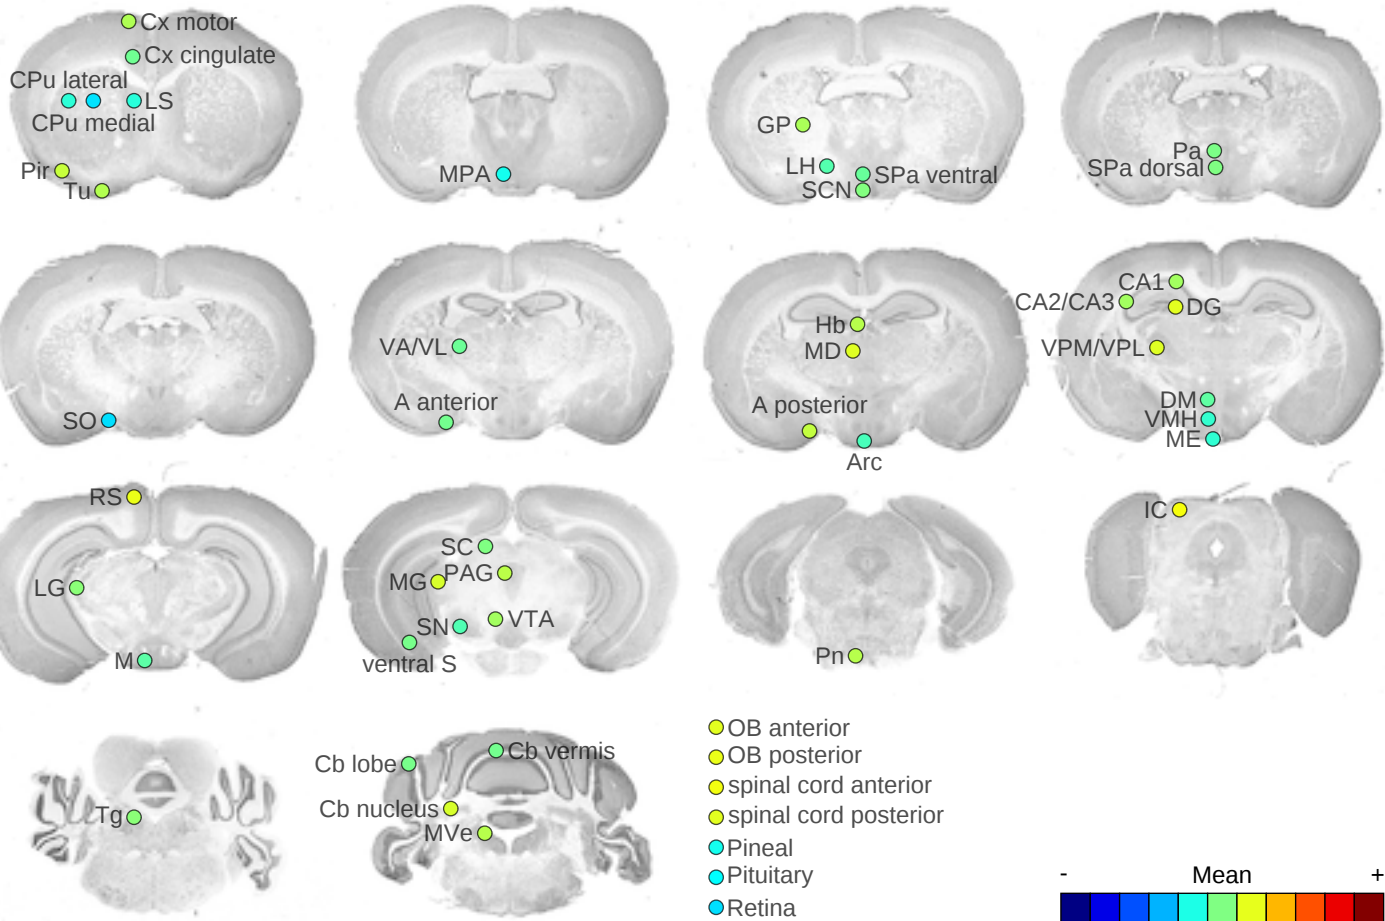 Cx motor
Cx cingulate
CPu lateral
LS
CPu medial
Pir
Tu
MPA
GP
LH
SPa ventral
SCN
Pa
SPa dorsal
SO
VA/VL
A anterior
Hb
MD
A posterior
Arc
CA1
CA2/CA3
DG
VPM/VPL
DM
VMH
ME
RS
LG
M
SC
MG
PAG
SN
VTA
ventral S
Pn
IC
Tg
Cb lobe
Cb vermis
Cb nucleus
MVe
OB anterior
OB posterior
spinal cord anterior
spinal cord posterior
Pineal
Pituitary
Retina
- Mean +